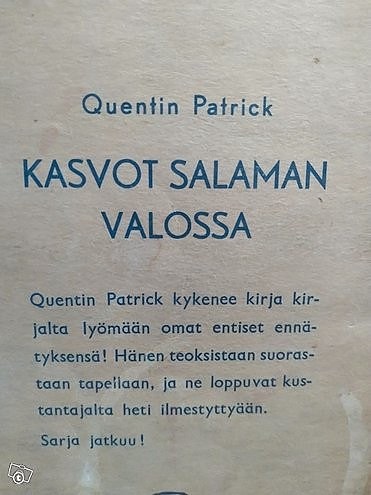 Quentin Patrick
KASVOT SALAMAN
VALOSSA
Quentin Patrick kykenee kirja kir-
jalta lyömään omat entiset ennä-
tyksensä! Hänen teoksistaan suoras-
taan tapellaan, ja ne loppuvat kus-
tantajalta heti ilmestyttyään.
Sarja jatkuu!